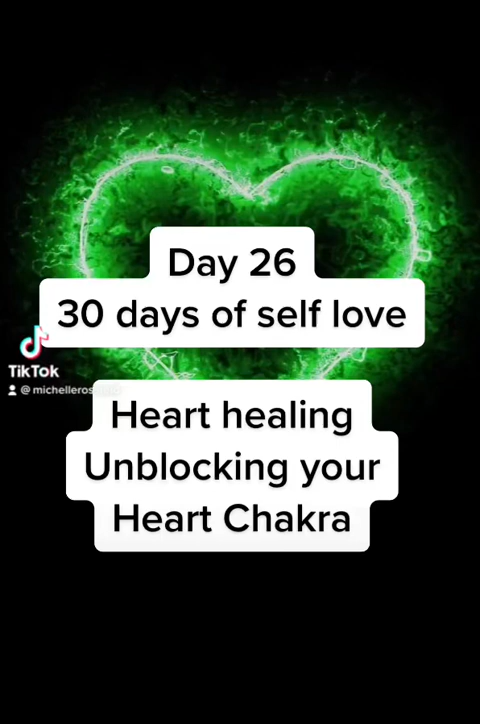 Day 26
30 days of self love
TikTok
Heart healing
Unblocking your
Heart Chakra